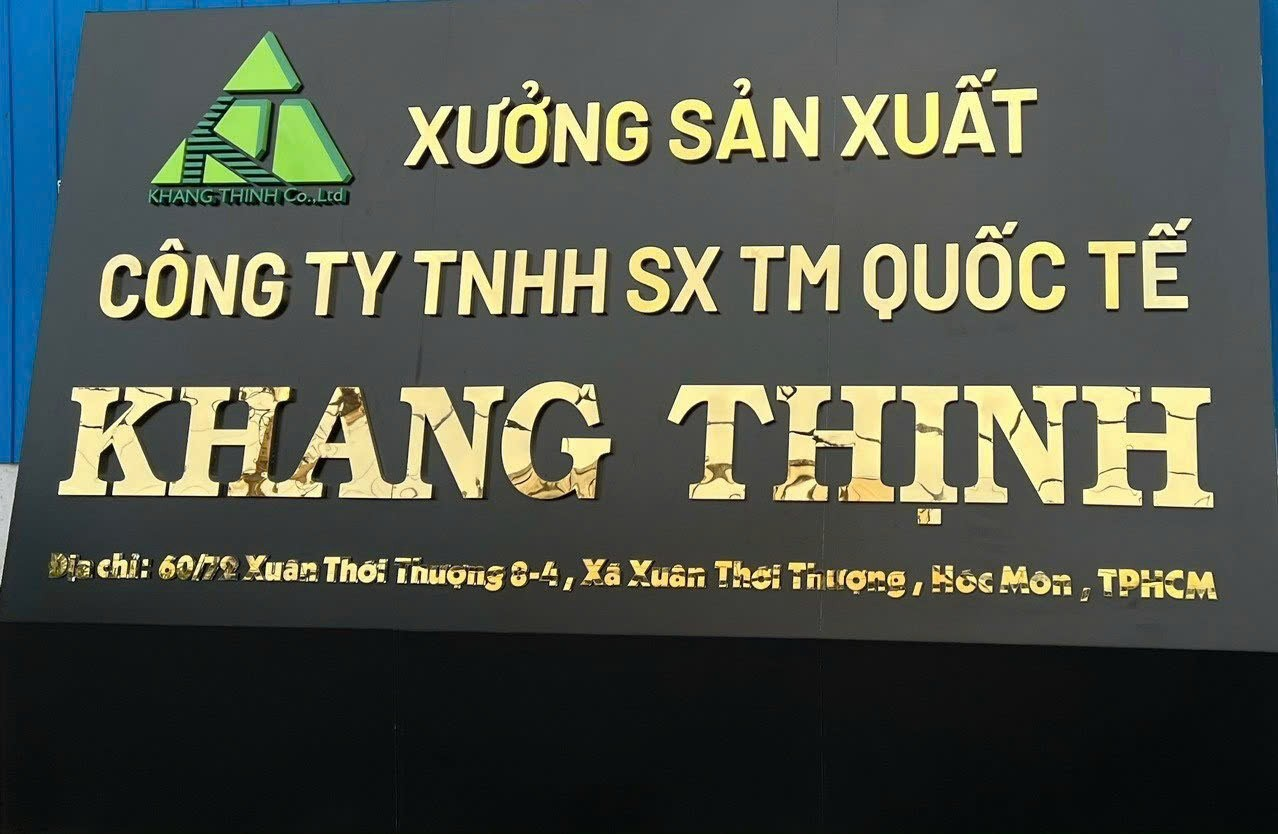 XƯỞNG SẢN XUẤT
KHANG THINH Co.,Ltd
CÔNG TY TNHH SX TM QUỐC TẾ
KHANG THỊNH
Địa chỉ: 60/72 Xuân Thới Thượng 8-4, Xã Xuân Thới Thượng, Hóc Môn, TPHCM